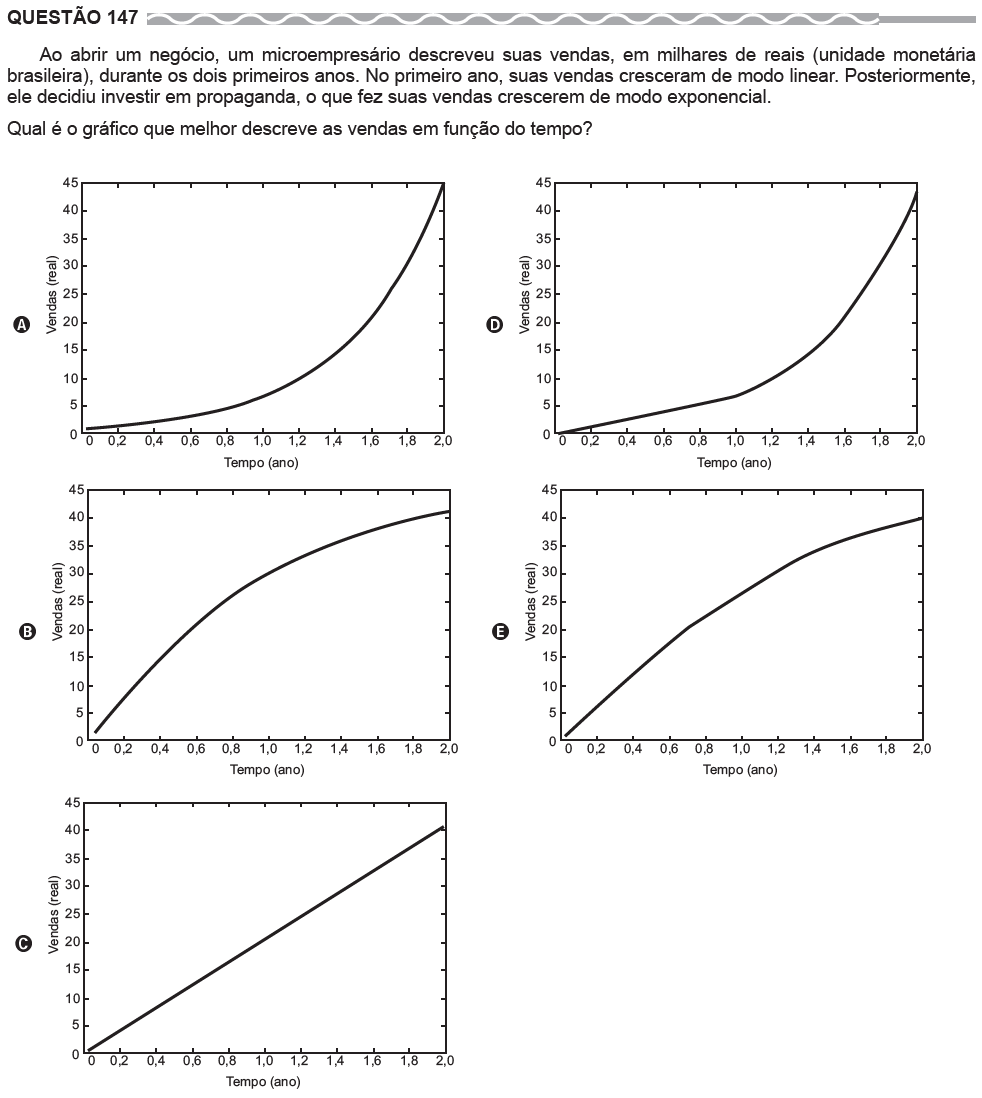 QUESTÃO 147
Ao abrir um negócio, um microempresário descreveu suas vendas, em milhares de reais (unidade monetária
brasileira), durante os dois primeiros anos. No primeiro ano, suas vendas cresceram de modo linear. Posteriormente,
ele decidiu investir em propaganda, o que fez suas vendas crescerem de modo exponencial.
Qual é o gráfico que melhor descreve as vendas em função do tempo?
A
Vendas (real)
45
40
35
30
25
20
15
10
5
0
0 0,2 0,4 0,6 0,8 1,0 1,2 1,4 1,6 1,8 2,0
Tempo (ano)
B
Vendas (real)
45
40
35
30
25
20
15
10
5
0
0 0,2 0,4 0,6 0,8 1,0 1,2 1,4 1,6 1,8 2,0
Tempo (ano)
C
Vendas (real)
45
40
35
30
25
20
15
10
5
0
0 0,2 0,4 0,6 0,8 1,0 1,2 1,4 1,6 1,8 2,0
Tempo (ano)
D
Vendas (real)
45
40
35
30
25
20
15
10
5
0
0 0,2 0,4 0,6 0,8 1,0 1,2 1,4 1,6 1,8 2,0
Tempo (ano)
E
Vendas (real)
45
40
35
30
25
20
15
10
5
0
0 0,2 0,4 0,6 0,8 1,0 1,2 1,4 1,6 1,8 2,0
Tempo (ano)